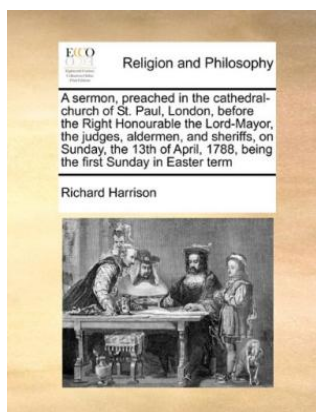 ECCO
Religion and Philosophy
A sermon, preached in the cathedral-
church of St. Paul, London, before
the Right Honourable the Lord-Mayor,
the judges, aldermen, and sheriffs, on
Sunday, the 13th of April, 1788, being
the first Sunday in Easter term
Richard Harrison